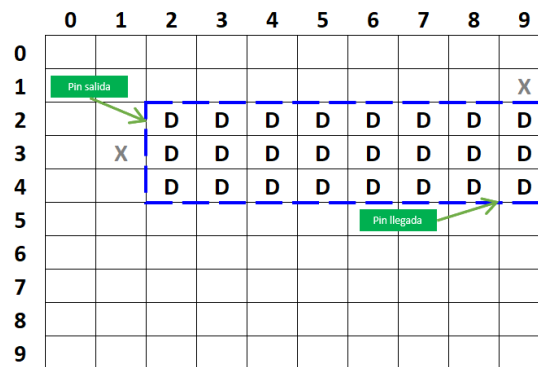 0 1 2 3 4 5 6 7 8 9
0
1 Pin salida X
2 D D D D D D D D
3 X D D D D D D D D
4 D D D D D D D D
5 Pin llegada
6
7
8
9